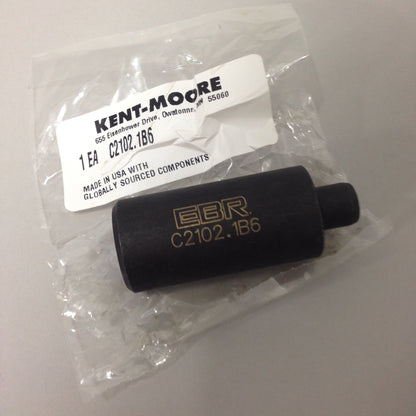 KENT-MOORE
655 Eisenhower Drive, Owatonna, MN 55060
1 EA C2102.1B6
MADE IN USA WITH
GLOBALLY SOURCED COMPONENTS
EBR
C2102.1B6